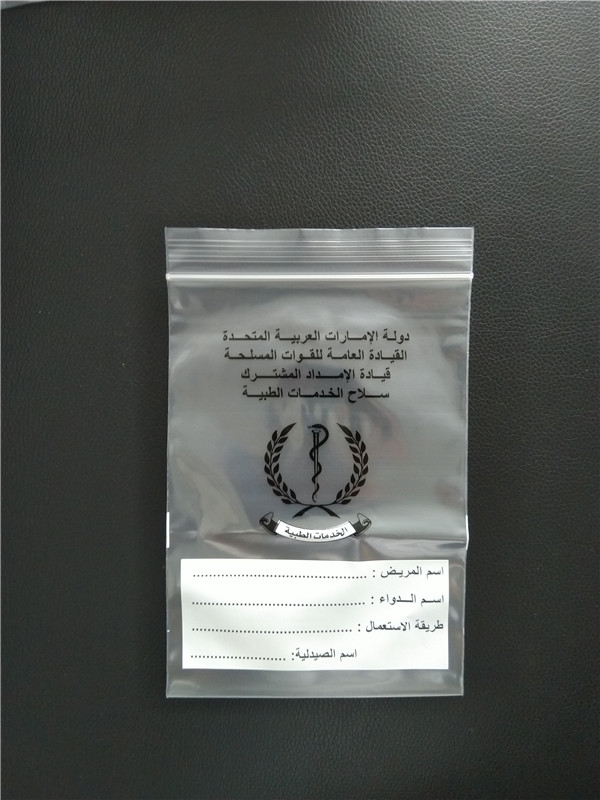 دولة الإمارات العربية المتحدة
القيادة العامة للقوات المسلحة
قيادة الإمداد المشترك
سلاح الخدمات الطبية
الخدمات الطبية
اسم المريض : ............................................
اسم الدواء : ............................................
طريقة الاستعمال : ........................................
اسم الصيدلية: ........................